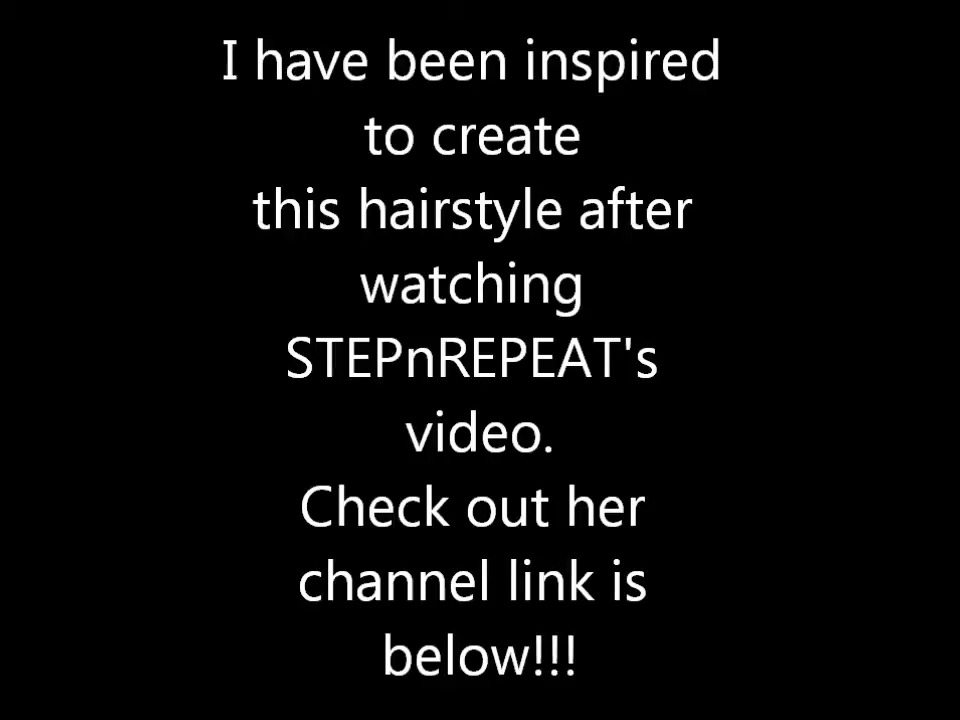 I have been inspired
to create
this hairstyle after
watching
STEPnREPEAT's
video.
Check out her
channel link is
below!!!